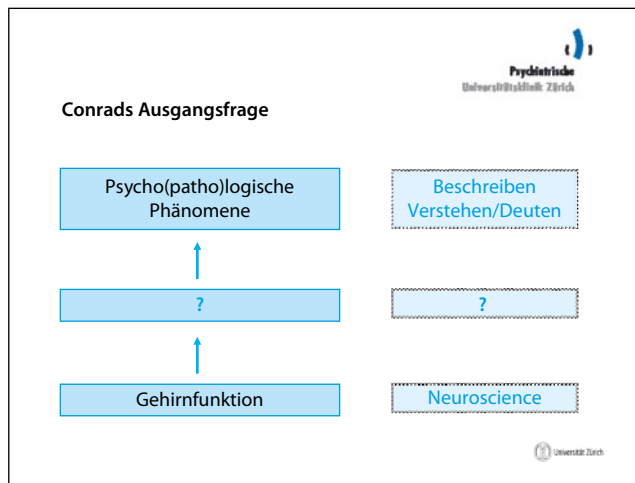 Psychiatrische
Universitätsklinik Zürich
Conrads Ausgangsfrage
Psycho(patho)logische
Phänomene
Beschreiben
Verstehen/Deuten
?
?
Gehirnfunktion
Neuroscience
Universität Zürich